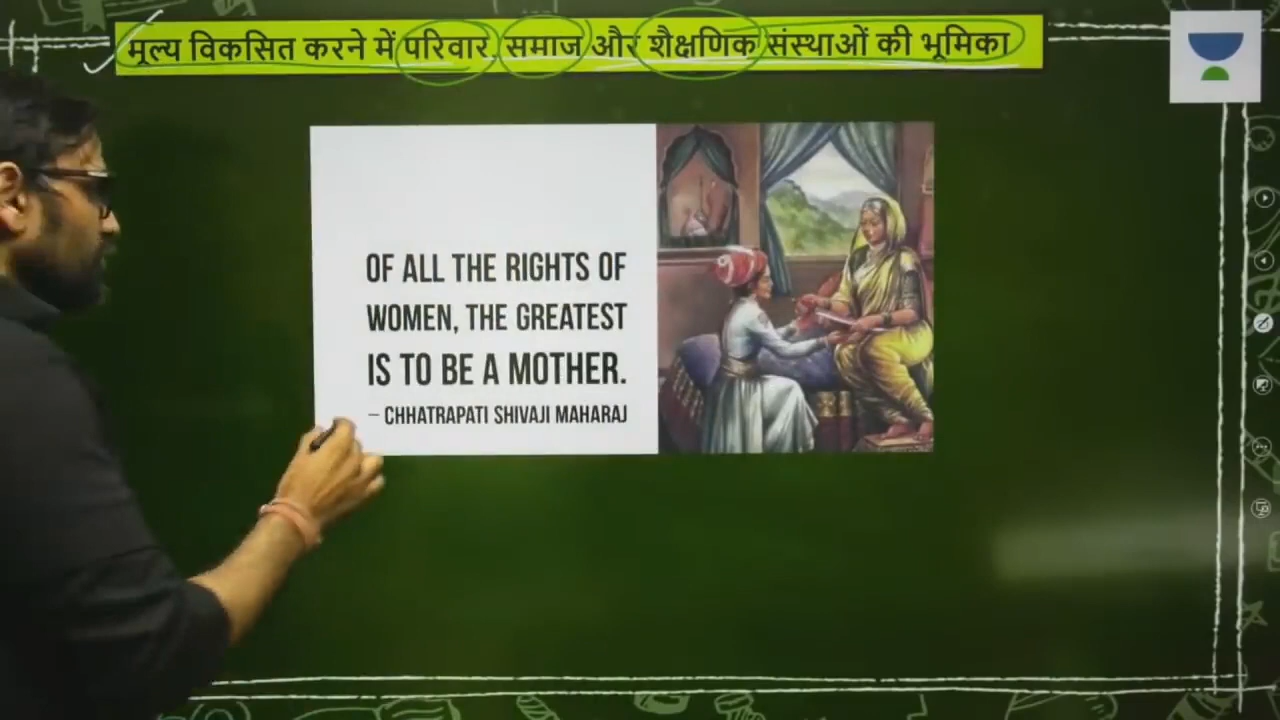 मूल्य विकसित करने में परिवार, समाज और शैक्षणिक संस्थाओं की भूमिका
OF ALL THE RIGHTS OF
WOMEN, THE GREATEST
IS TO BE A MOTHER.
– CHHATRAPATI SHIVAJI MAHARAJ